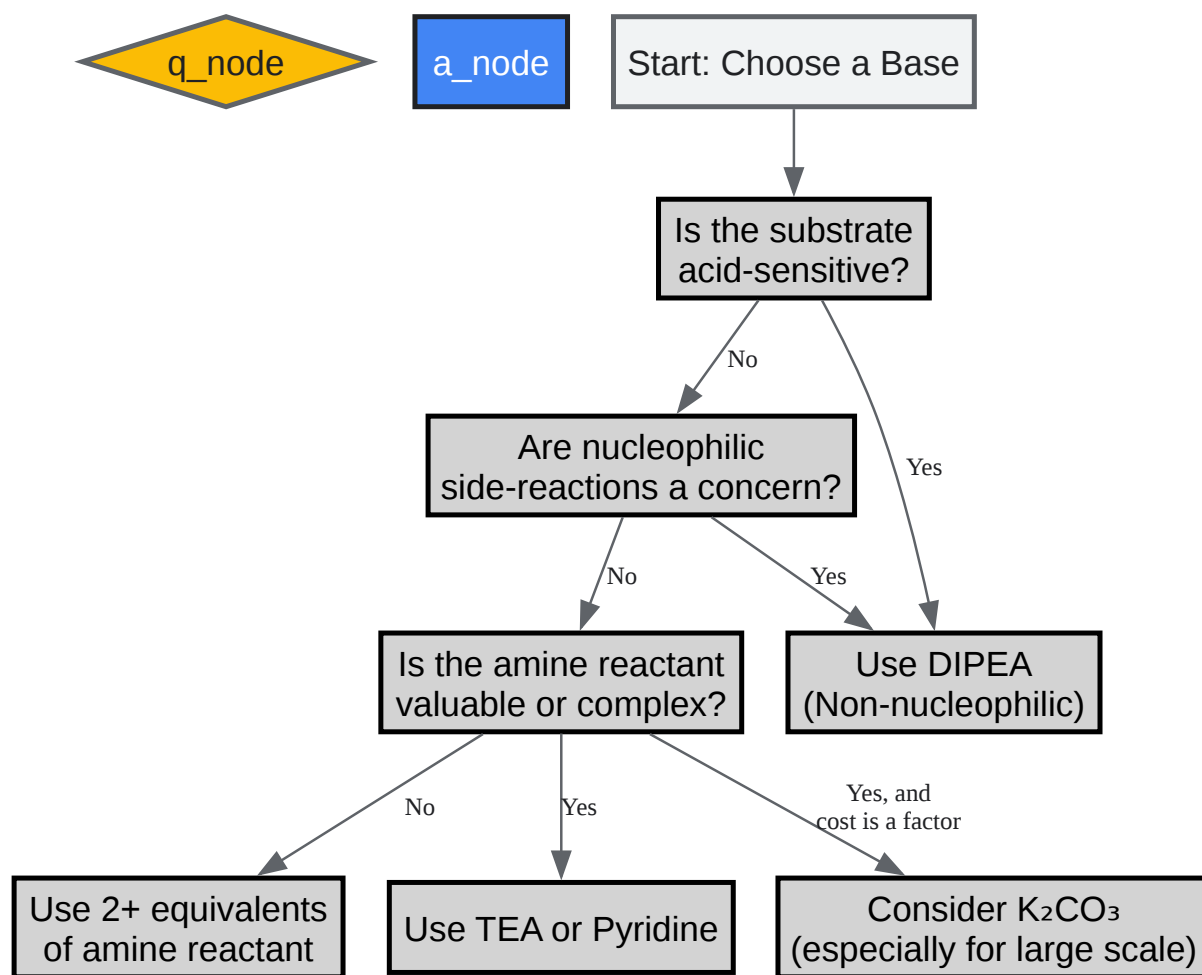 q_node
a_node
Start: Choose a Base
Is the substrate
acid-sensitive?
No
Yes
Are nucleophilic
side-reactions a concern?
No
Yes
Is the amine reactant
valuable or complex?
Use DIPEA
(Non-nucleophilic)
No
Yes
Yes, and
cost is a factor
Use 2+ equivalents
of amine reactant
Use TEA or Pyridine
Consider K₂CO₃
(especially for large scale)